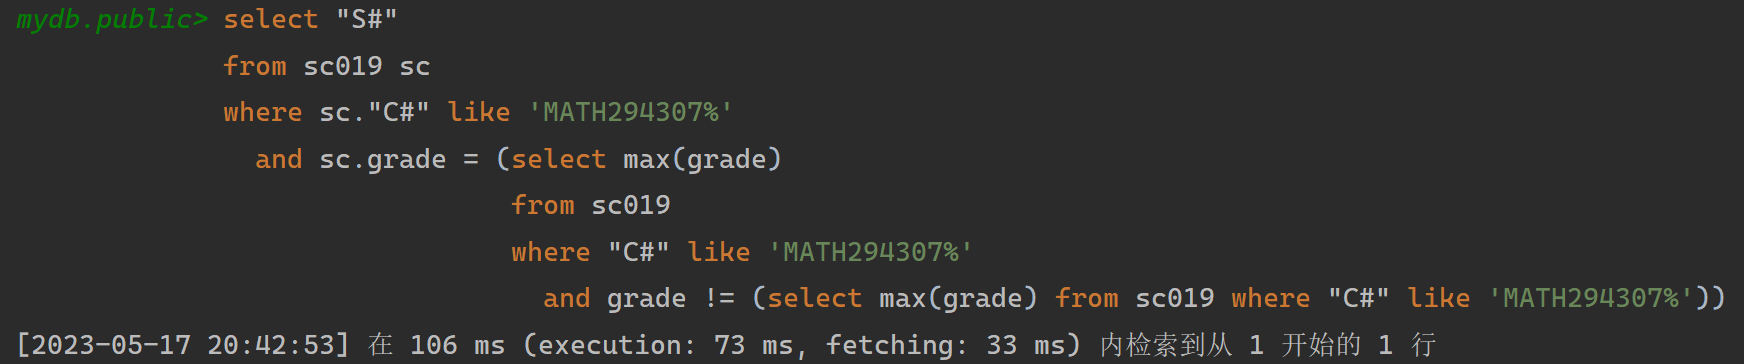 mydb.public> select "S#"
from sc019 sc
where sc."C#" like 'MATH294307%'
and sc.grade = (select max(grade)
from sc019
where "C#" like 'MATH294307%'
and grade != (select max(grade) from sc019 where "C#" like 'MATH294307%'))
[2023-05-17 20:42:53] 在 106 ms (execution: 73 ms, fetching: 33 ms) 内检索到从 1 开始的 1 行